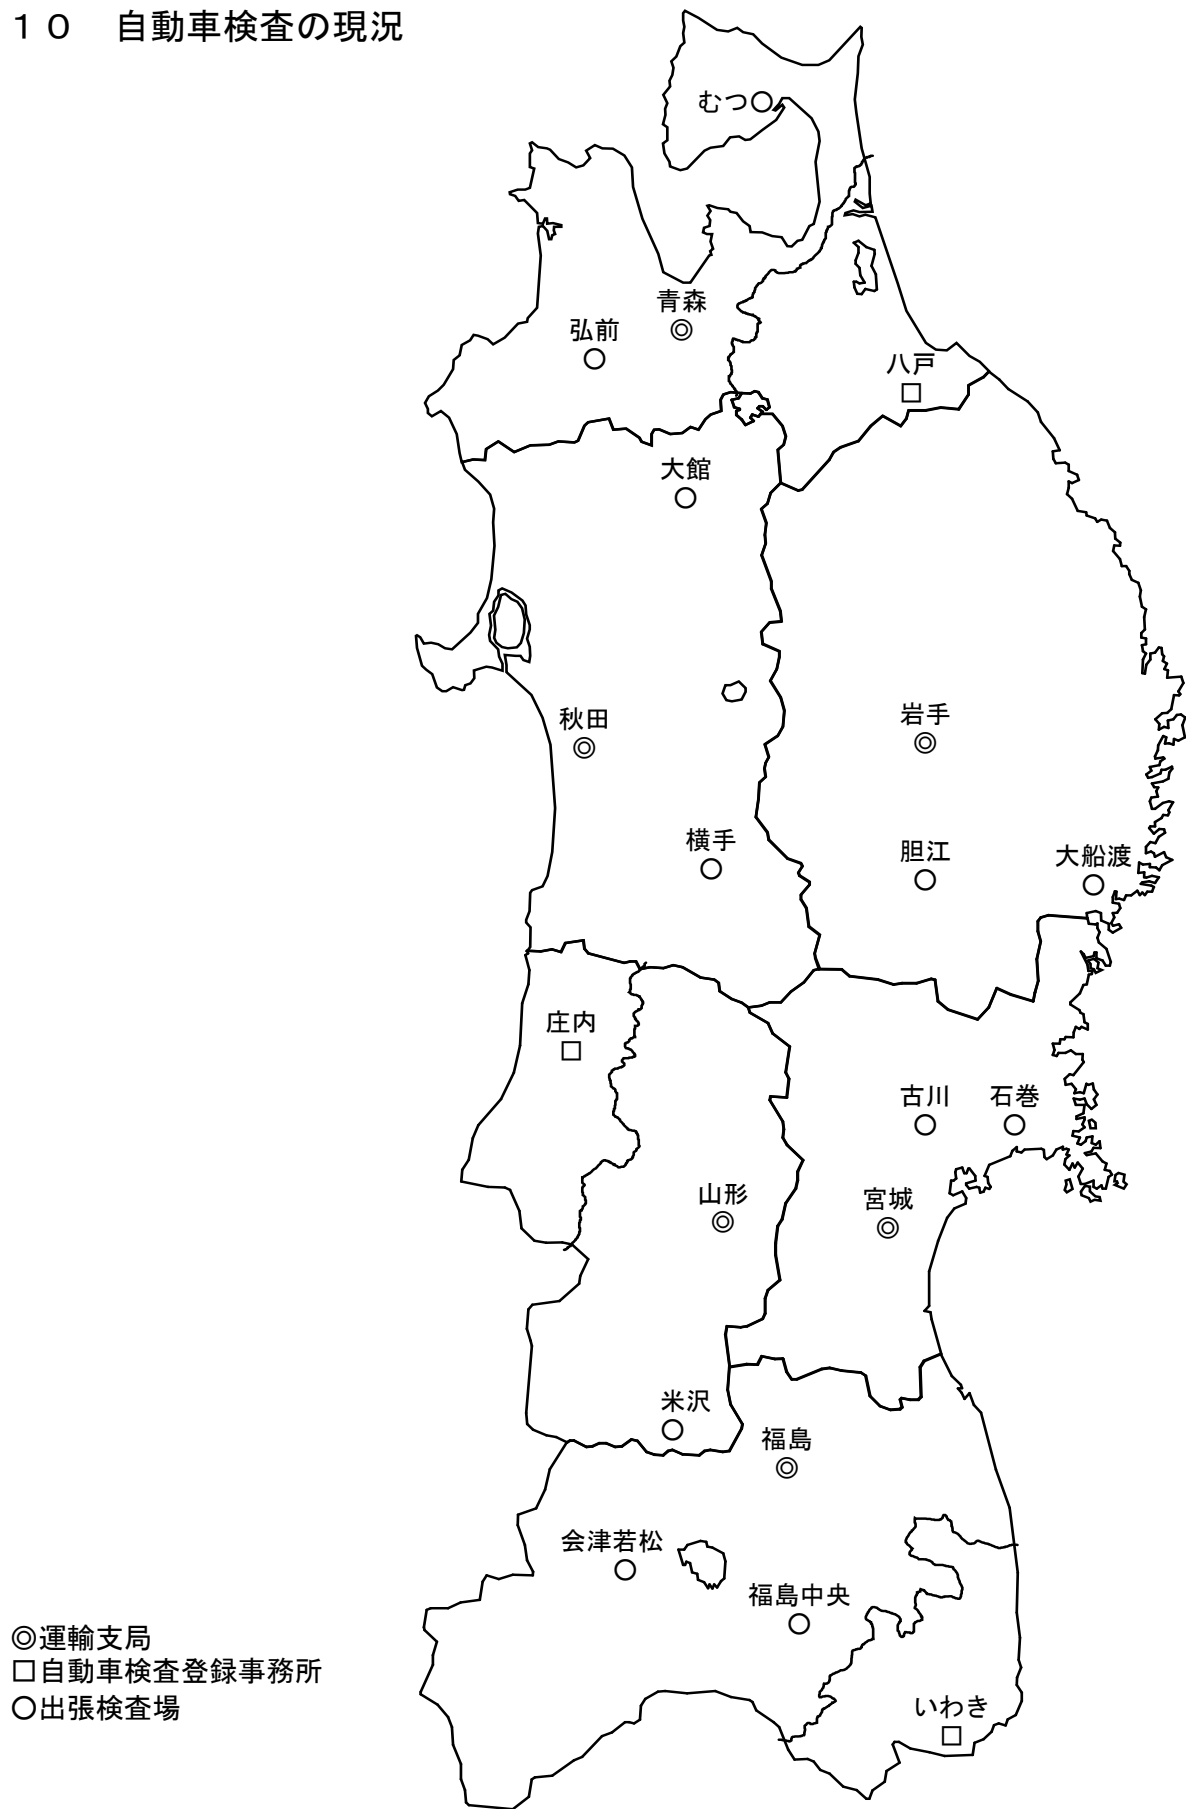 １０　自動車検査の現況
むつ○
青森
◎
弘前
○
八戸
□
大館
○
秋田
◎
岩手
◎
横手
○
胆江
○
大船渡
○
庄内
□
古川
○
石巻
○
山形
◎
宮城
◎
米沢
○
福島
◎
会津若松
○
福島中央
○
いわき
□
◎運輸支局
□自動車検査登録事務所
○出張検査場